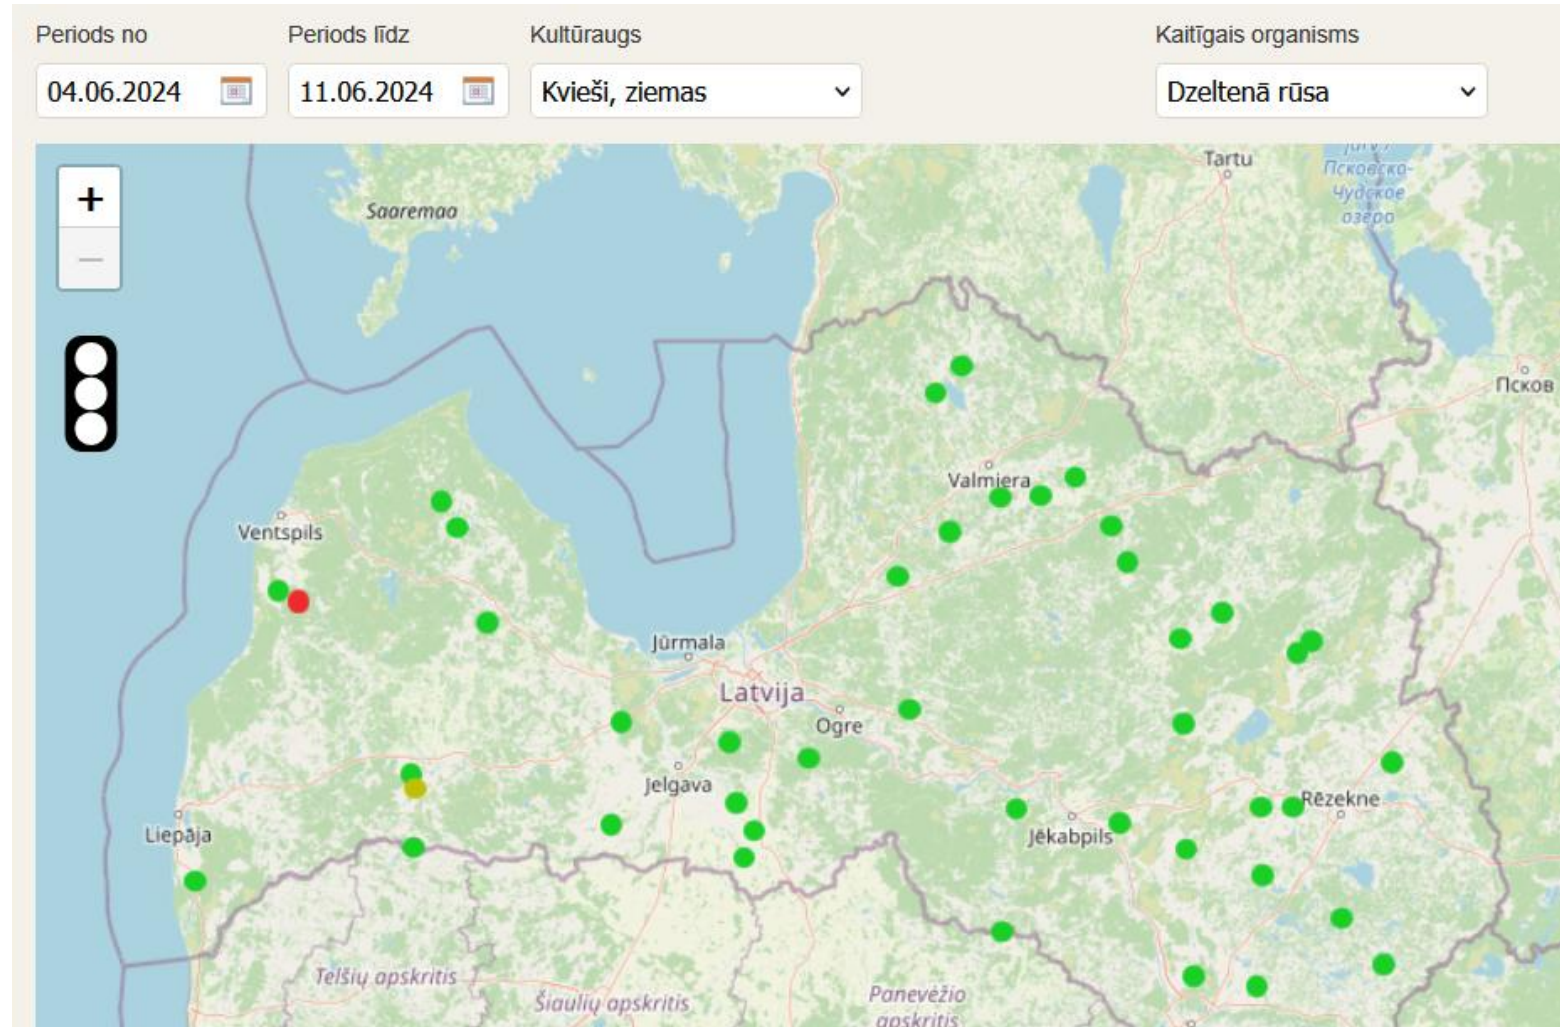 Periods no
Periods līdz
Kultūraugs
Kaitīgais organisms
04.06.2024
11.06.2024
Kvieši, ziemas
Dzeltenā rūsa
+
−
Tartu
Псковско-
Чудское
озеро
Saaremaa
Псков
Valmiera
Ventspils
Jūrmala
Latvija
Ogre
Jelgava
Rēzekne
Liepāja
Jēkabpils
Telšių apskritis
Šiaulių apskritis
Panevėžio
apskritis